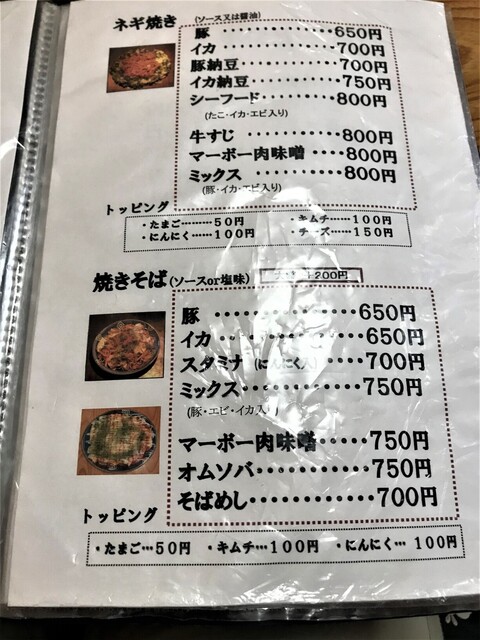 ネギ焼き (ソース又は醤油)
豚 ・・・・・・・・・・・・650円
イカ ・・・・・・・・・・・700円
豚納豆・・・・・・・・・・700円
イカ納豆・・・・・・・・・750円
シーフード・・・・・・・・800円
(たこ・イカ・エビ入り)
牛すじ ・・・・・・・・・800円
マーボー肉味噌 ・・・・800円
ミックス ・・・・・・・・800円
(豚・イカ・エビ入り)
トッピング
・たまご………50円 ・キムチ……100円
・にんにく……100円 ・チーズ……150円
焼きそば (ソースor塩味) 200円
豚 ・・・・・・・・・・・・・650円
イカ・・・・・・・・・・・・650円
スタミナ (にんにく入)・・・700円
ミックス・・・・・・・・・・750円
(豚・エビ・イカ入り)
マーボー肉味噌・・・・・750円
オムソバ・・・・・・・・・750円
そばめし・・・・・・・・・・700円
トッピング
・たまご…50円 ・キムチ…100円 ・にんにく… 100円